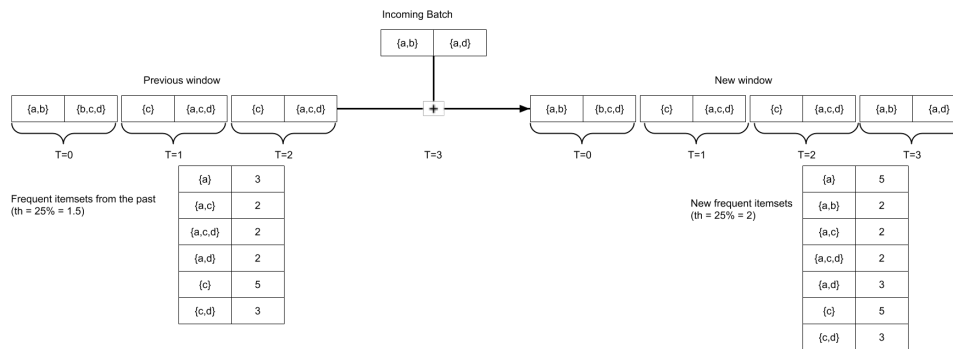 Incoming Batch
{a,b} {a,d}
Previous window
New window
{a,b} {b,c,d} {c} {a,c,d} {c} {a,c,d}
+
{a,b} {b,c,d} {c} {a,c,d} {c} {a,c,d} {a,b} {a,d}
T=0 T=1 T=2 T=3 T=0 T=1 T=2 T=3
Frequent itemsets from the past
(th = 25% = 1.5)
{a} 3
{a,c} 2
{a,c,d} 2
{a,d} 2
{c} 5
{c,d} 3
New frequent itemsets
(th = 25% = 2)
{a} 5
{a,b} 2
{a,c} 2
{a,c,d} 2
{a,d} 3
{c} 5
{c,d} 3